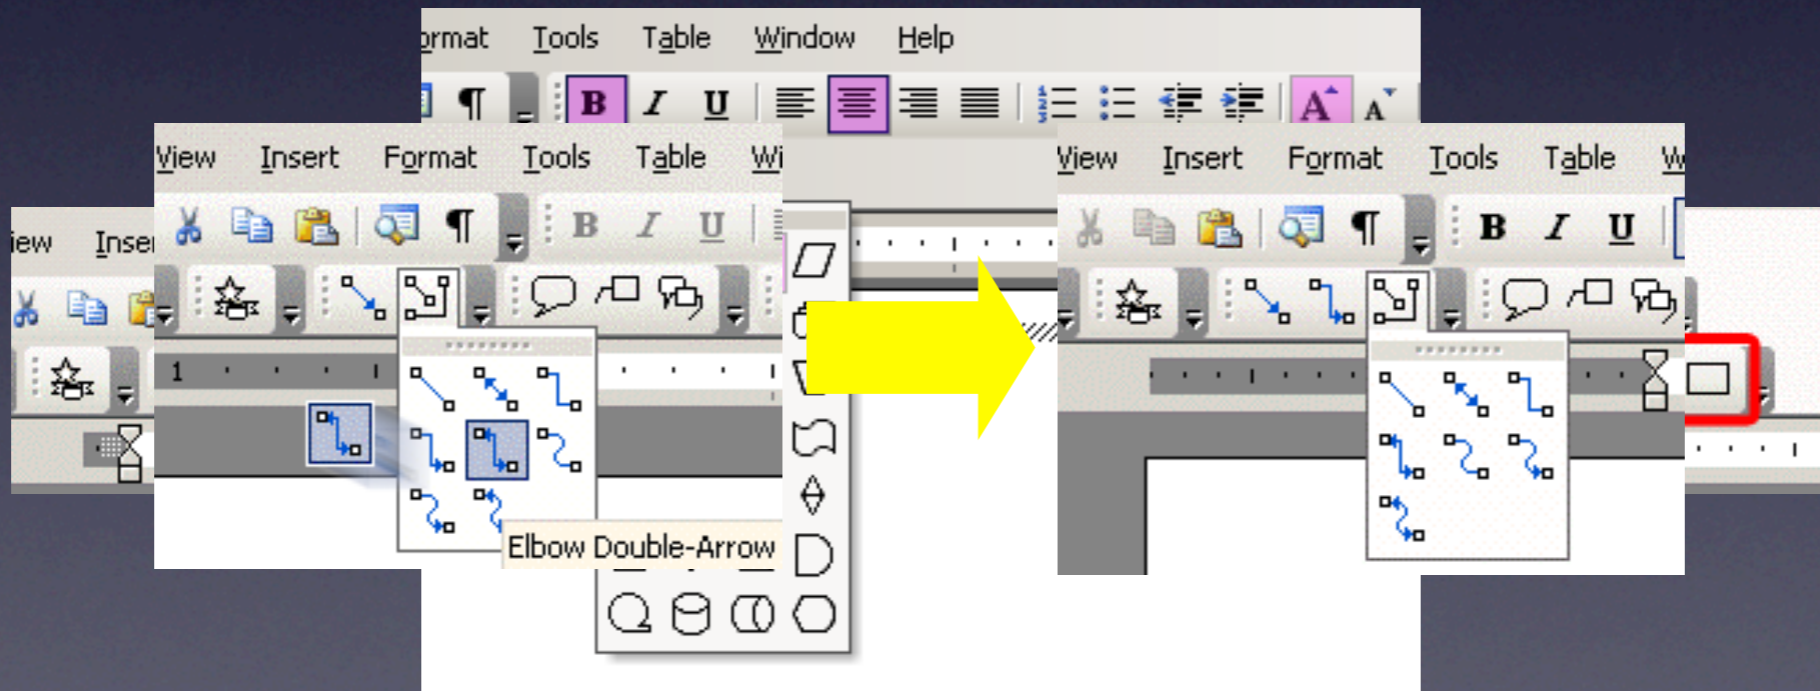 ormat Tools Table Window Help
B I U A A
View Insert Format Tools Table Wi
View Insert Format Tools Table W
B I U
B I U
iew Inser
1
Elbow Double-Arrow